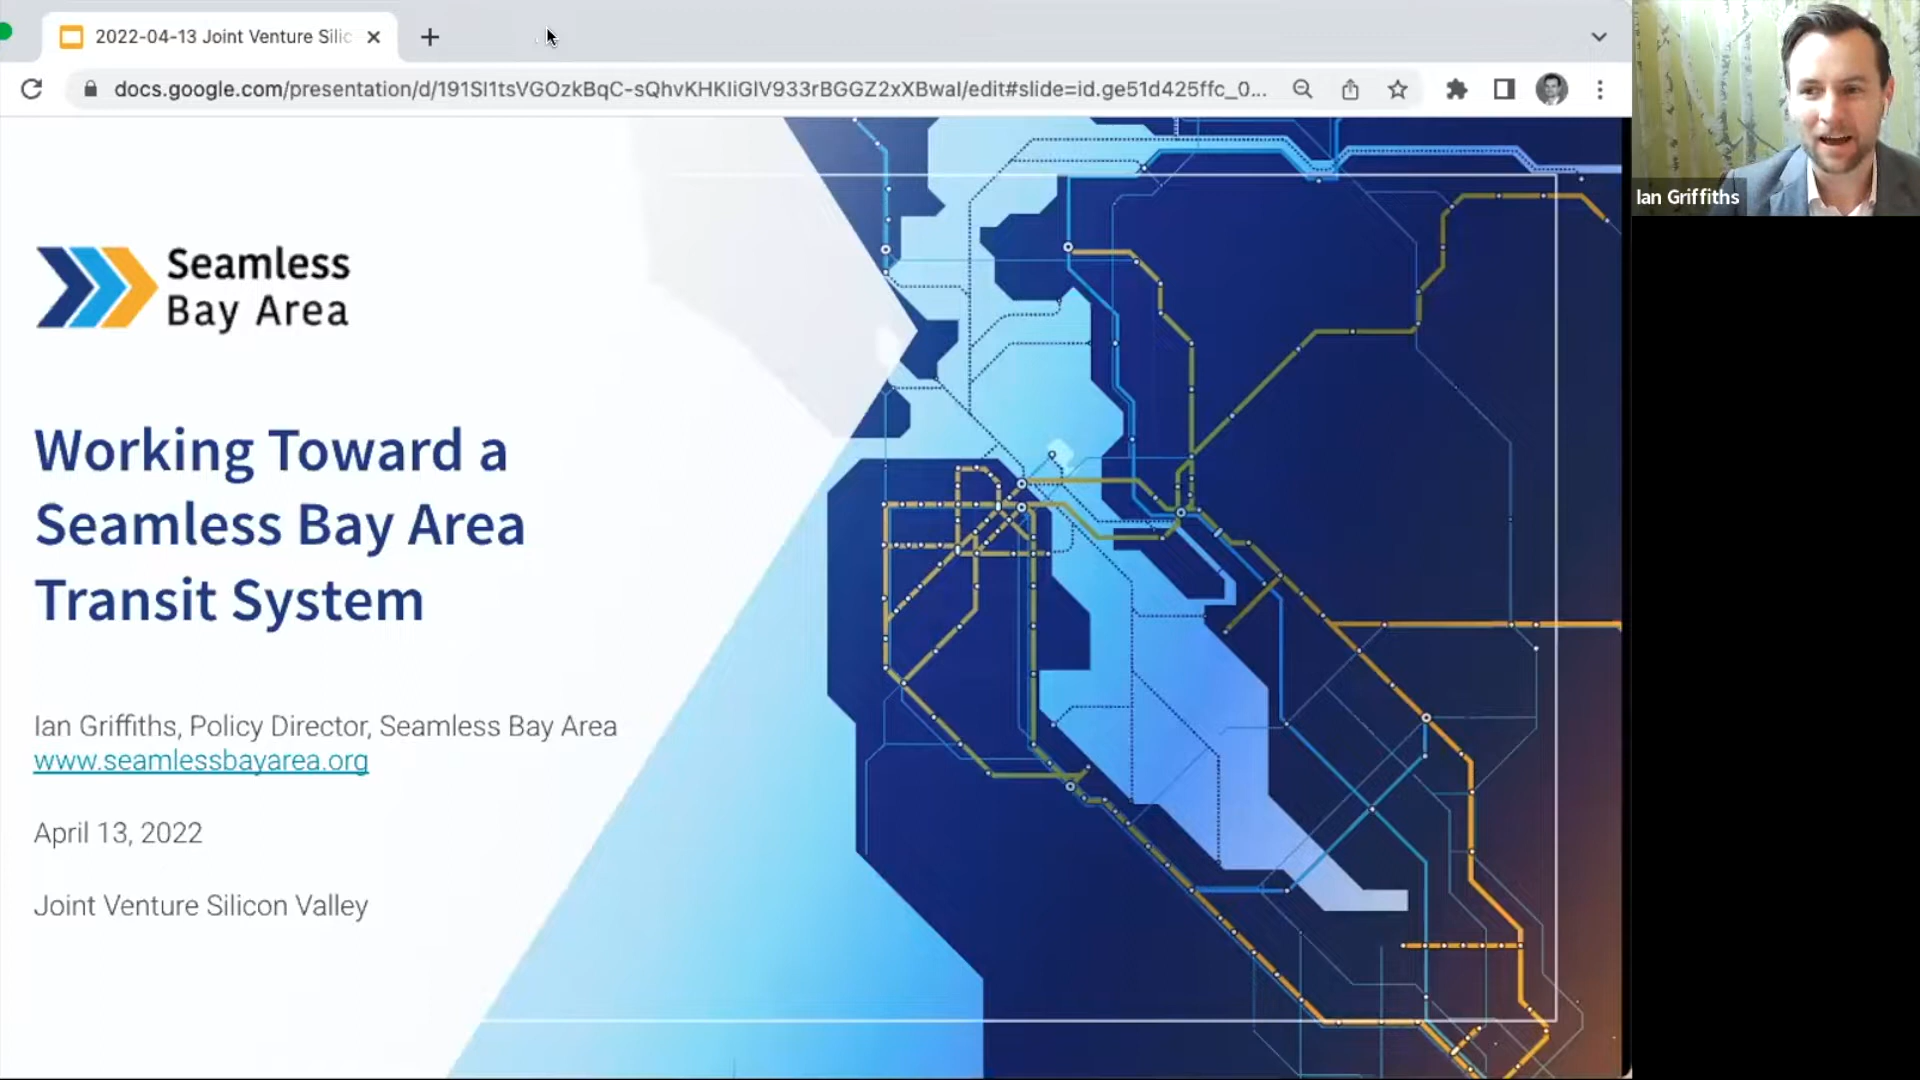 2022-04-13 Joint Venture Silic
docs.google.com/presentation/d/191SI1tsVGOzkBqC-sQhvKHKIiGIV933rBGGZ2xXBwaI/edit#slide=id.ge51d425ffc_0...
Ian Griffiths
Seamless
Bay Area
Working Toward a
Seamless Bay Area
Transit System
Ian Griffiths, Policy Director, Seamless Bay Area
www.seamlessbayarea.org
April 13, 2022
Joint Venture Silicon Valley